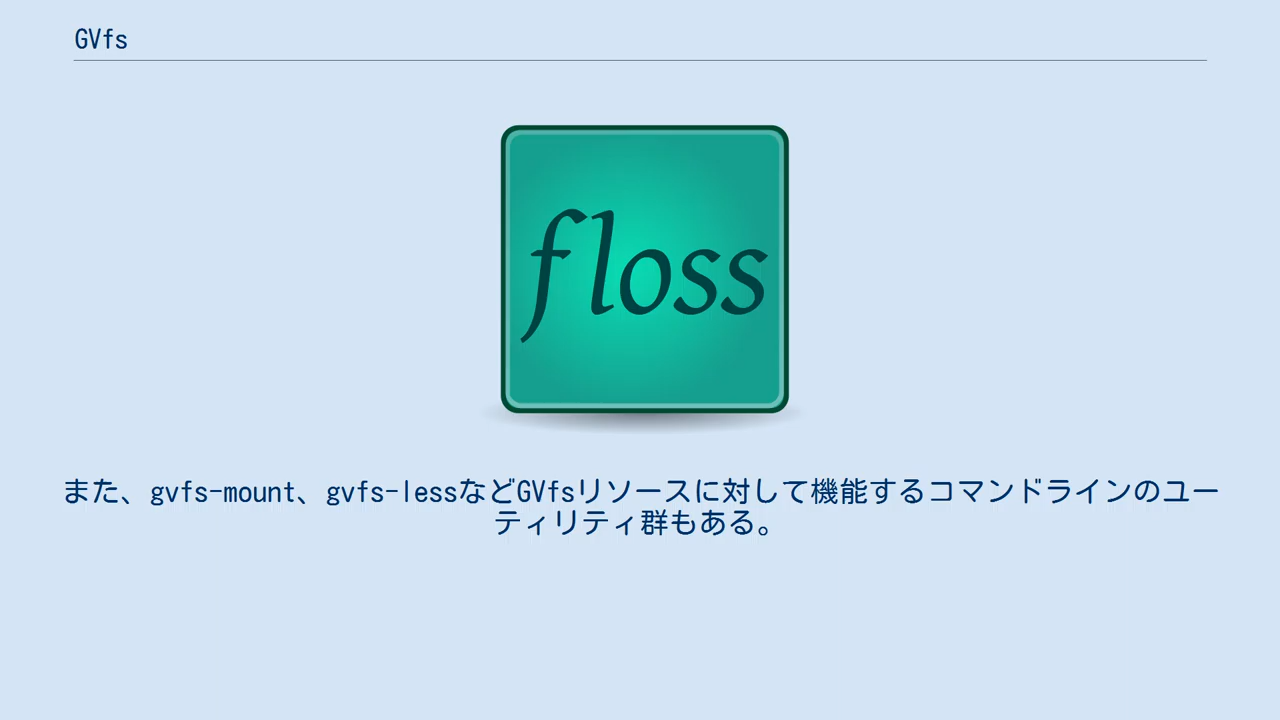 GVfs
floss
また、gvfs-mount、gvfs-lessなどGVfsリソースに対して機能するコマンドラインのユー
ティリティ群もある。